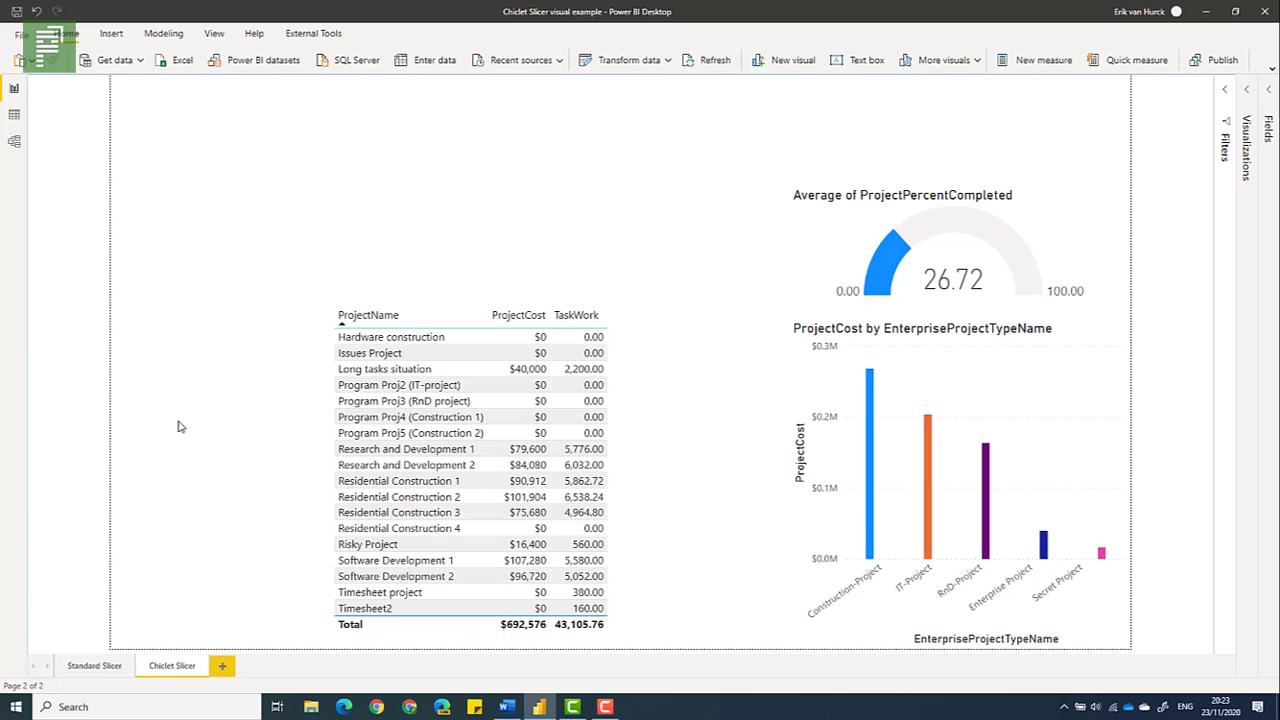 Chiclet Slicer visual example - Power BI Desktop
Erik van Hurck
File Home Insert Modeling View Help External Tools
Get data Excel Power BI datasets SQL Server Enter data Recent sources Transform data Refresh New visual Text box More visuals New measure Quick measure Publish
Filters
Visualizations
Fields
Average of ProjectPercentCompleted
26.72
0.00 100.00
ProjectName ProjectCost TaskWork
Hardware construction $0 0.00
Issues Project $0 0.00
Long tasks situation $40,000 2,200.00
Program Proj2 (IT-project) $0 0.00
Program Proj3 (RnD project) $0 0.00
Program Proj4 (Construction 1) $0 0.00
Program Proj5 (Construction 2) $0 0.00
Research and Development 1 $79,600 5,776.00
Research and Development 2 $84,080 6,032.00
Residential Construction 1 $90,912 5,862.72
Residential Construction 2 $101,904 6,538.24
Residential Construction 3 $75,680 4,964.80
Residential Construction 4 $0 0.00
Risky Project $16,400 560.00
Software Development 1 $107,280 5,580.00
Software Development 2 $96,720 5,052.00
Timesheet project $0 380.00
Timesheet2 $0 160.00
Total $692,576 43,105.76
ProjectCost by EnterpriseProjectTypeName
$0.3M
$0.2M
$0.1M
$0.0M
ProjectCost
Construction-Project
IT-Project
RnD-Project
Enterprise Project
Secret Project
EnterpriseProjectTypeName
Standard Slicer Chiclet Slicer
Page 2 of 2
Search
ENG
20:23
23/11/2020